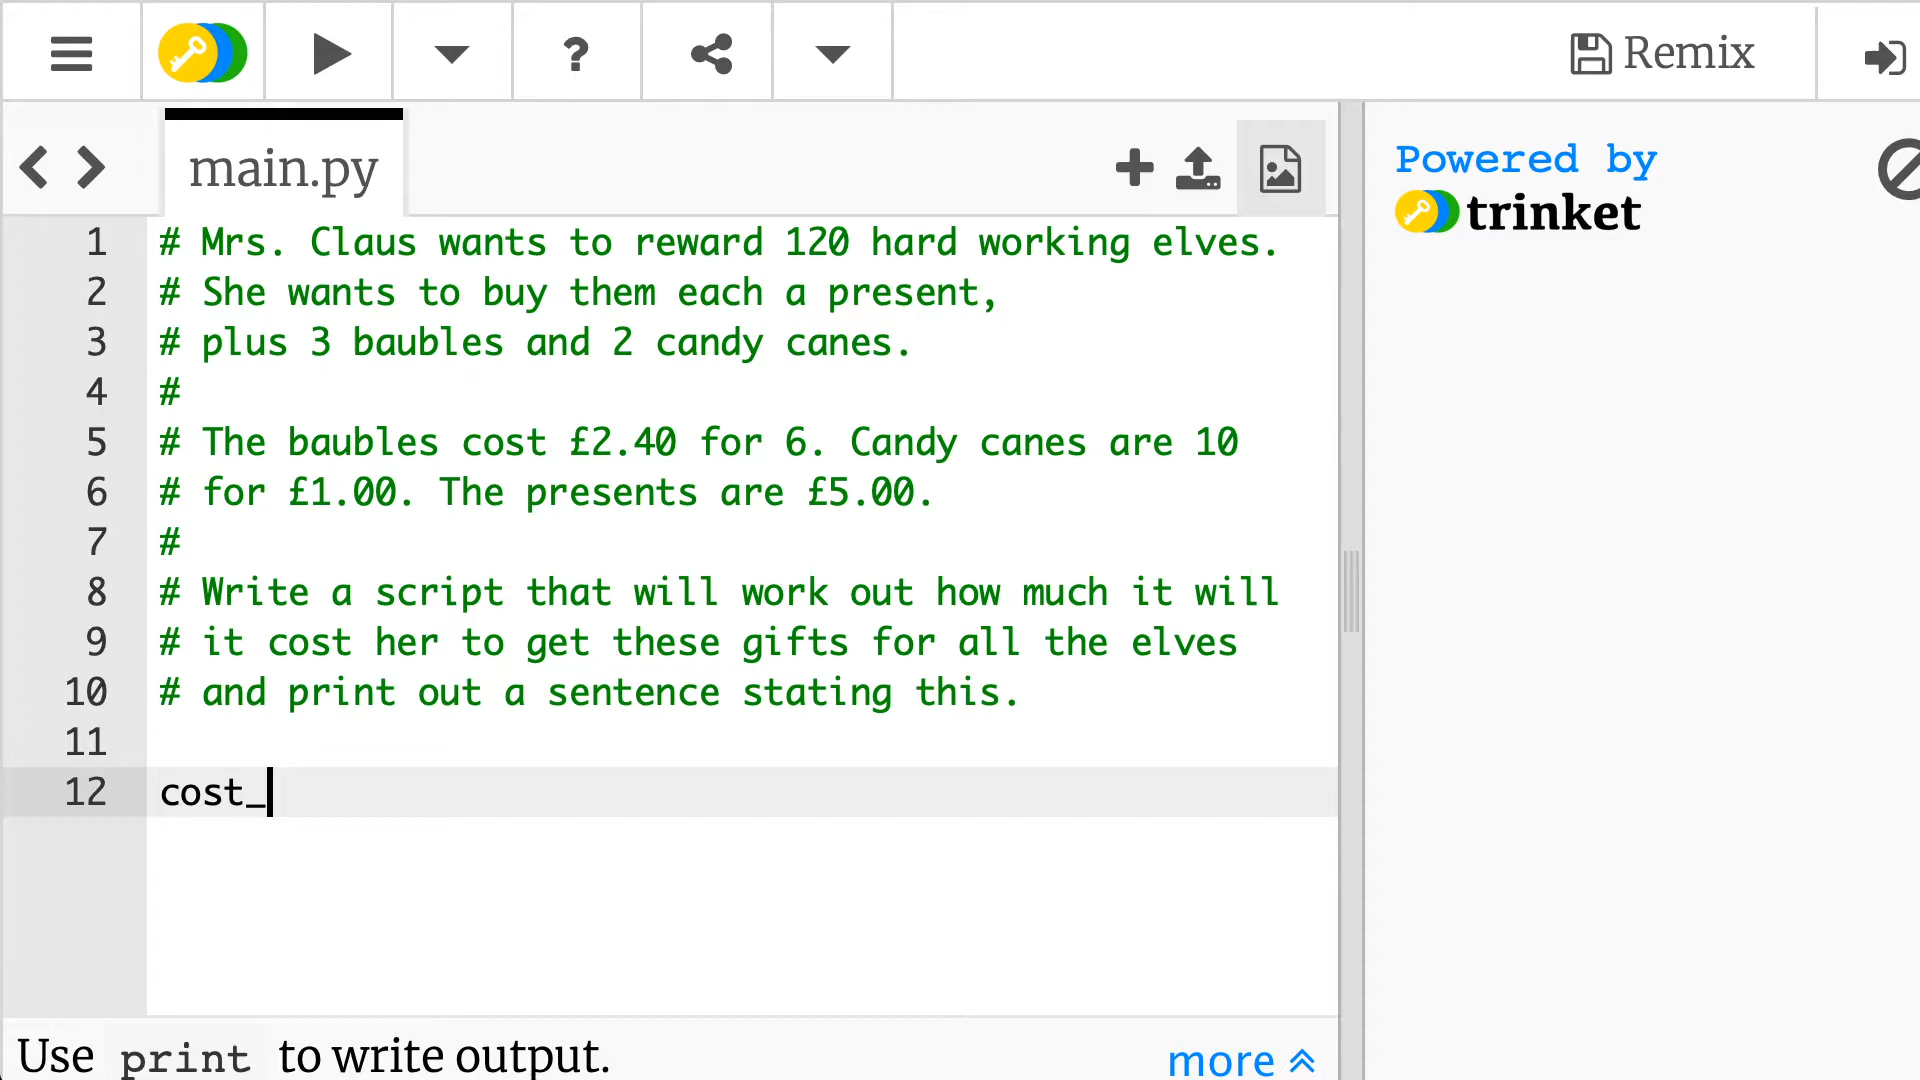 ? Remix
main.py
Powered by
trinket
1 # Mrs. Claus wants to reward 120 hard working elves.
2 # She wants to buy them each a present,
3 # plus 3 baubles and 2 candy canes.
4 #
5 # The baubles cost £2.40 for 6. Candy canes are 10
6 # for £1.00. The presents are £5.00.
7 #
8 # Write a script that will work out how much it will
9 # it cost her to get these gifts for all the elves
10 # and print out a sentence stating this.
11
12 cost_
Use print to write output. more